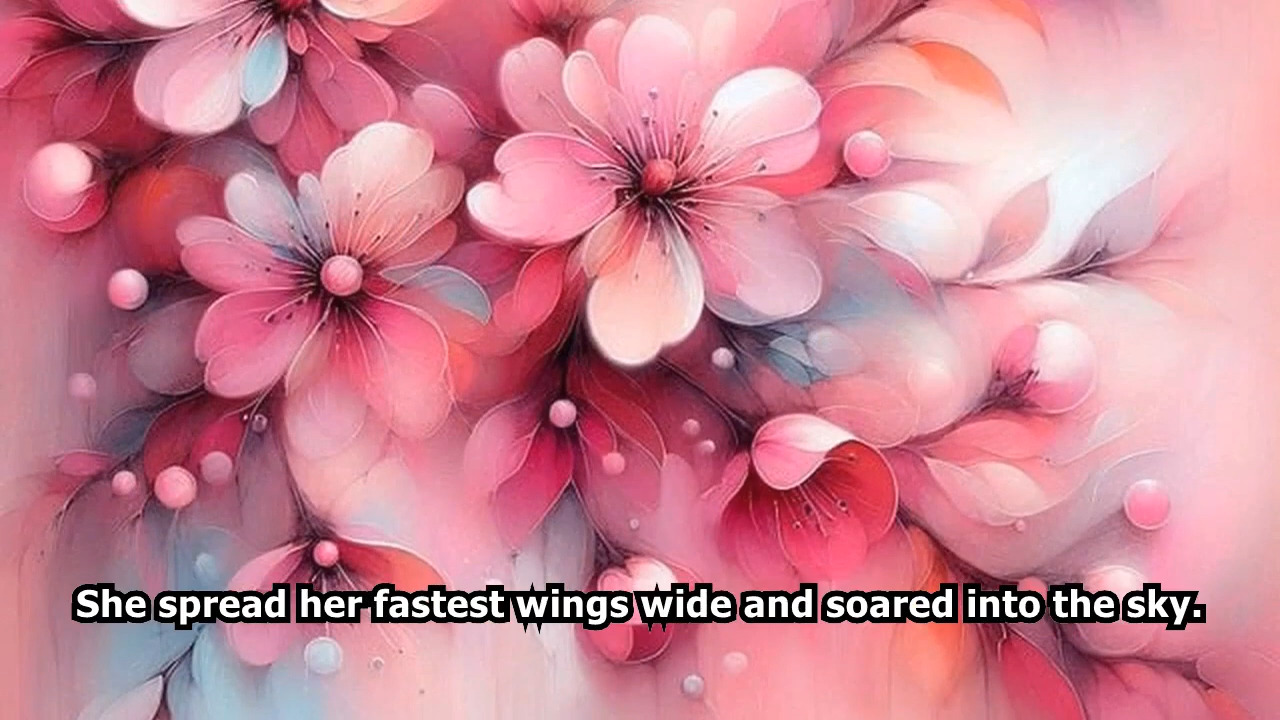 She spread her fastest wings wide and soared into the sky.